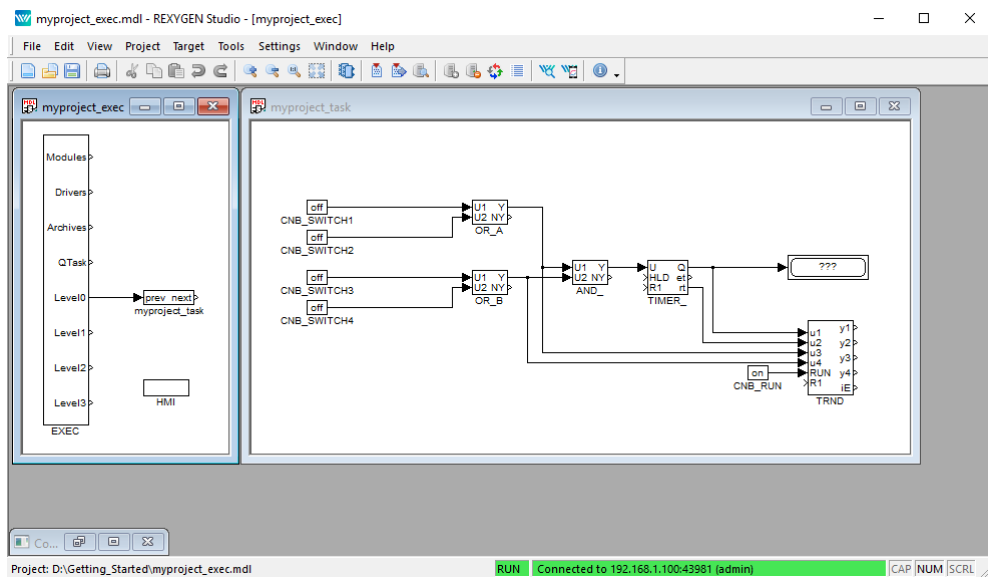 myproject_exec.mdl - REXYGEN Studio - [myproject_exec]
File Edit View Project Target Tools Settings Window Help
myproject_exec
Modules
Drivers
Archives
QTask
Level0
prev next
myproject_task
Level1
Level2
HMI
Level3
EXEC
myproject_task
off
CNB_SWITCH1
off
CNB_SWITCH2
U1 Y
U2 NY
OR_A
off
CNB_SWITCH3
off
CNB_SWITCH4
U1 Y
U2 NY
OR_B
U1 Y
U2 NY
AND_
U Q
HLD et
R1 rt
TIMER_
???
on
CNB_RUN
u1 y1
u2 y2
u3 y3
u4
RUN y4
R1 iE
TRND
Co...
Project: D:\Getting_Started\myproject_exec.mdl RUN Connected to 192.168.1.100:43981 (admin) CAP NUM SCRL